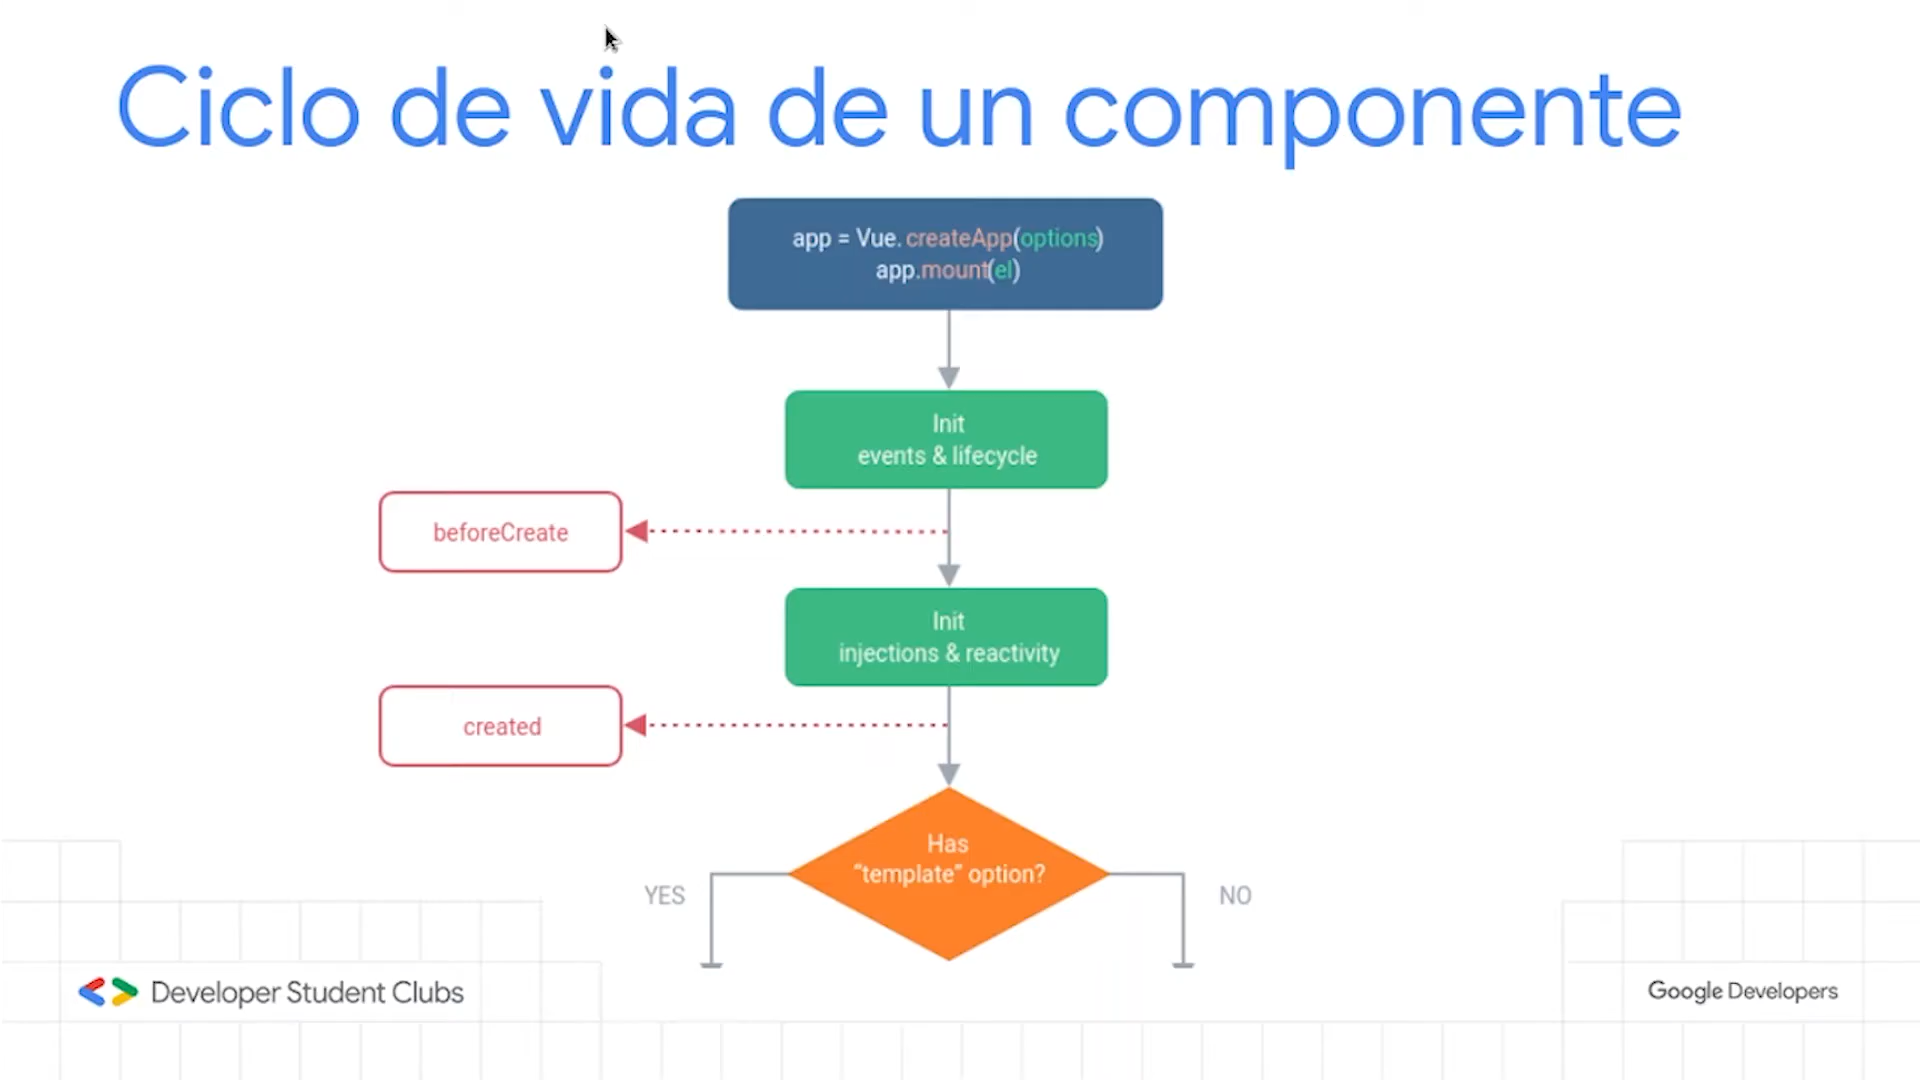 Ciclo de vida de un componente
app = Vue.createApp(options)
app.mount(el)
Init
events & lifecycle
beforeCreate
Init
injections & reactivity
created
Has
“template” option?
YES
NO
Developer Student Clubs
Google Developers